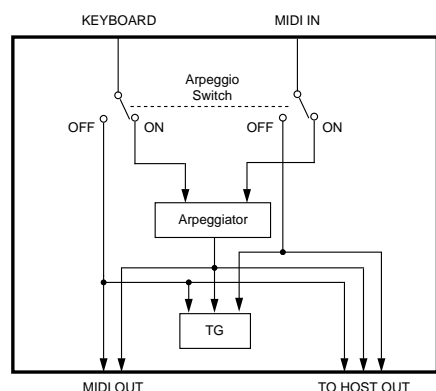 KEYBOARD
MIDI IN
Arpeggio
Switch
OFF
ON
OFF
ON
Arpeggiator
TG
MIDI OUT
TO HOST OUT